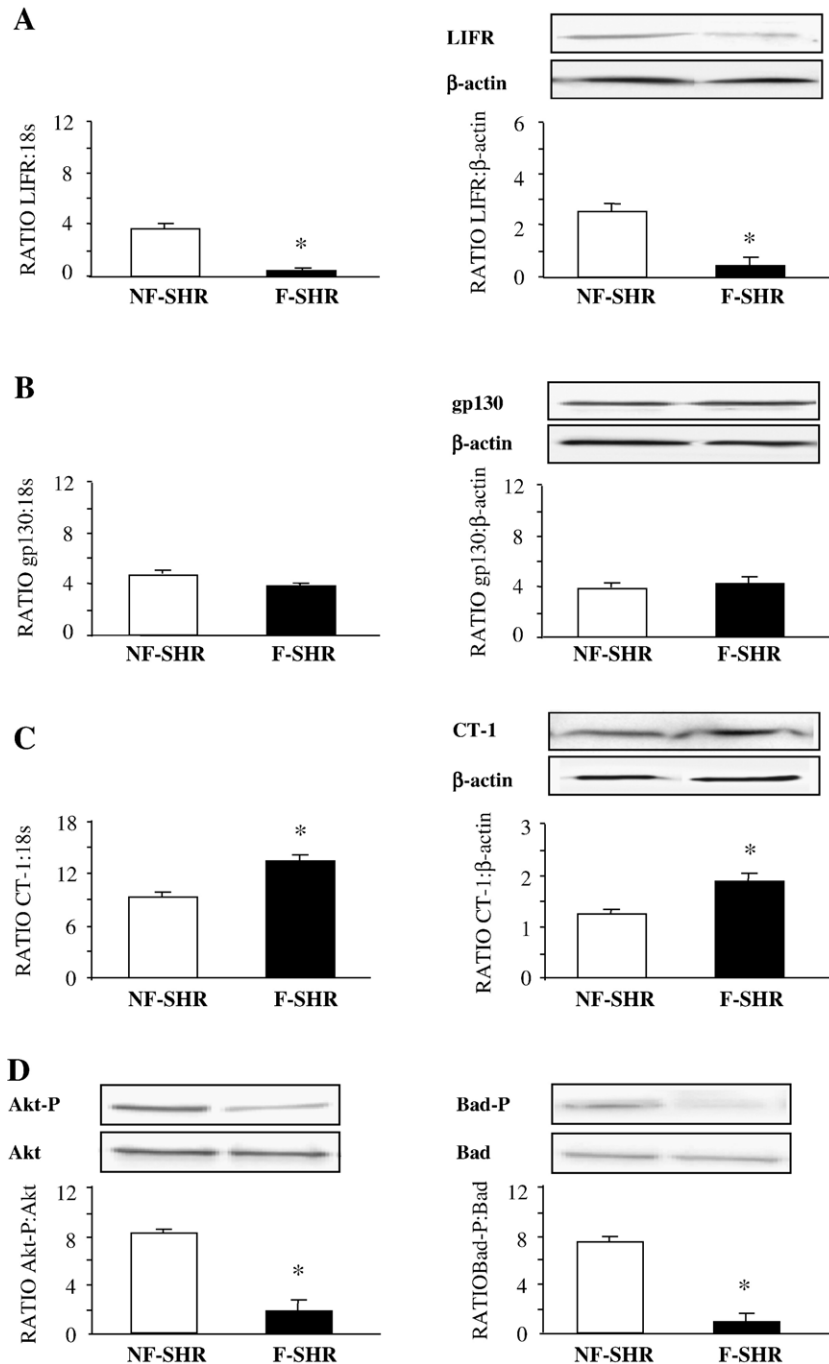 A
LIFR
β-actin
RATIO LIFR:18s
12
8
4
0
*
NF-SHR F-SHR
RATIO LIFR:β-actin
6
4
2
0
*
NF-SHR F-SHR
B
gp130
β-actin
RATIO gp130:18s
12
8
4
0
NF-SHR F-SHR
RATIO gp130:β-actin
12
8
4
0
NF-SHR F-SHR
C
CT-1
β-actin
RATIO CT-1:18s
18
12
6
0
*
NF-SHR F-SHR
RATIO CT-1:β-actin
3
2
1
0
*
NF-SHR F-SHR
D
Akt-P
Akt
RATIO Akt-P:Akt
12
8
4
0
*
NF-SHR F-SHR
Bad-P
Bad
RATIOBad-P:Bad
12
8
4
0
*
NF-SHR F-SHR